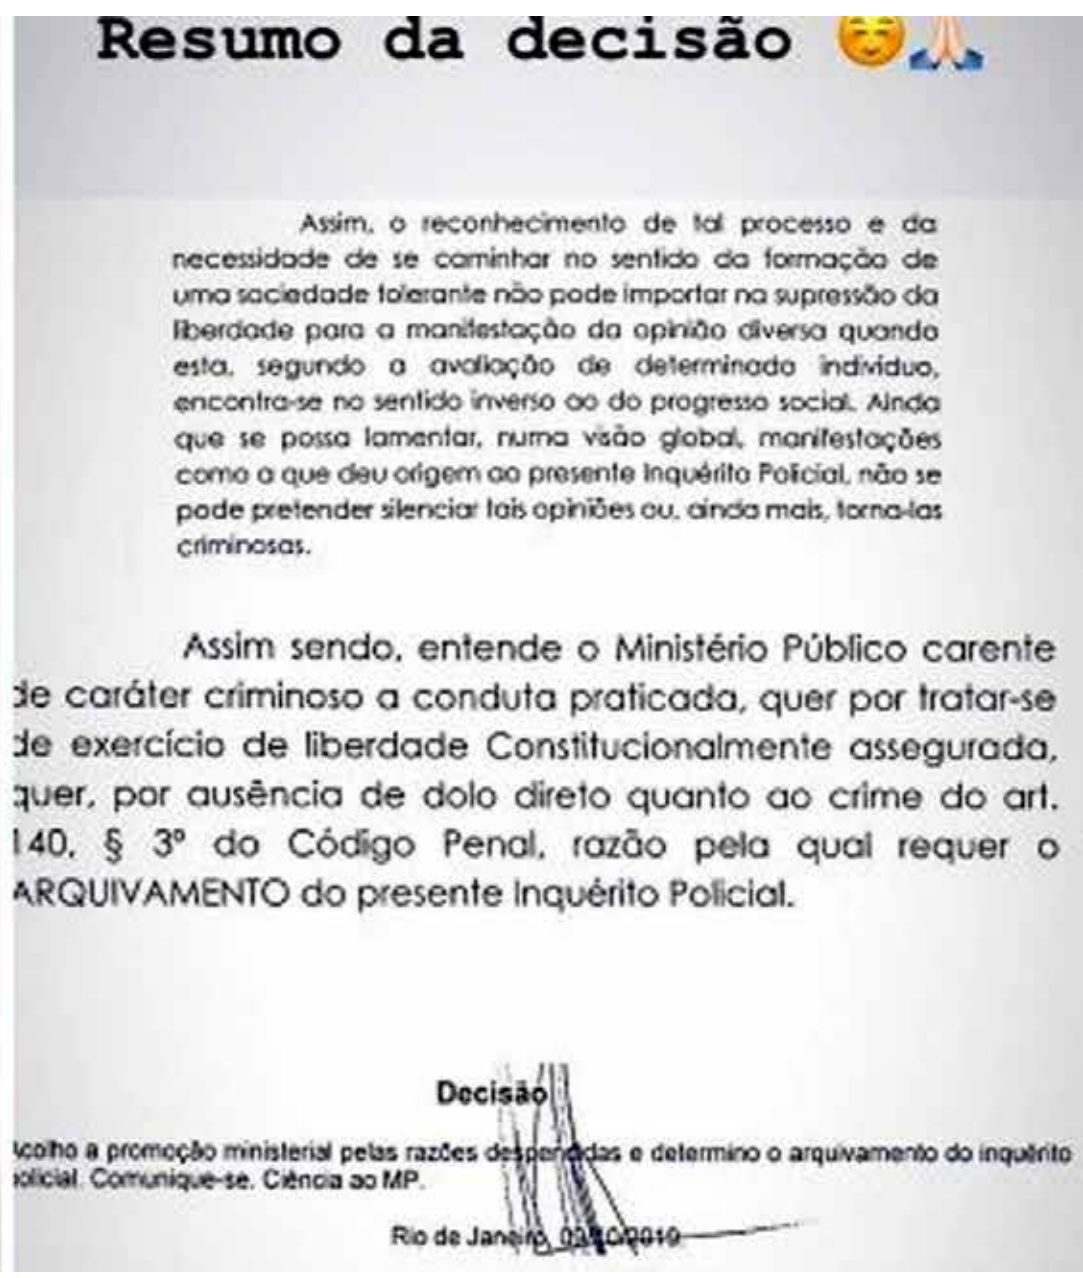 Resumo da decisão ☺️🙏🏻
Assim, o reconhecimento de tal processo e da
necessidade de se caminhar no sentido da formação de
uma sociedade tolerante não pode importar na supressão da
liberdade para a manifestação da opinião diversa quando
esta, segundo a avaliação de determinado indivíduo,
encontra-se no sentido inverso ao do progresso social. Ainda
que se possa lamentar, numa visão global, manifestações
como a que deu origem ao presente Inquérito Policial, não se
pode pretender silenciar tais opiniões ou, ainda mais, torna-las
criminosas.
Assim sendo, entende o Ministério Público carente
de caráter criminoso a conduta praticada, quer por tratar-se
de exercício de liberdade Constitucionalmente assegurada,
quer, por ausência de dolo direto quanto ao crime do art.
140, § 3º do Código Penal, razão pela qual requer o
ARQUIVAMENTO do presente Inquérito Policial.
Decisão
Acolho a promoção ministerial pelas razões despendidas e determino o arquivamento do inquérito
policial. Comunique-se. Ciência ao MP.
Rio de Janeiro,